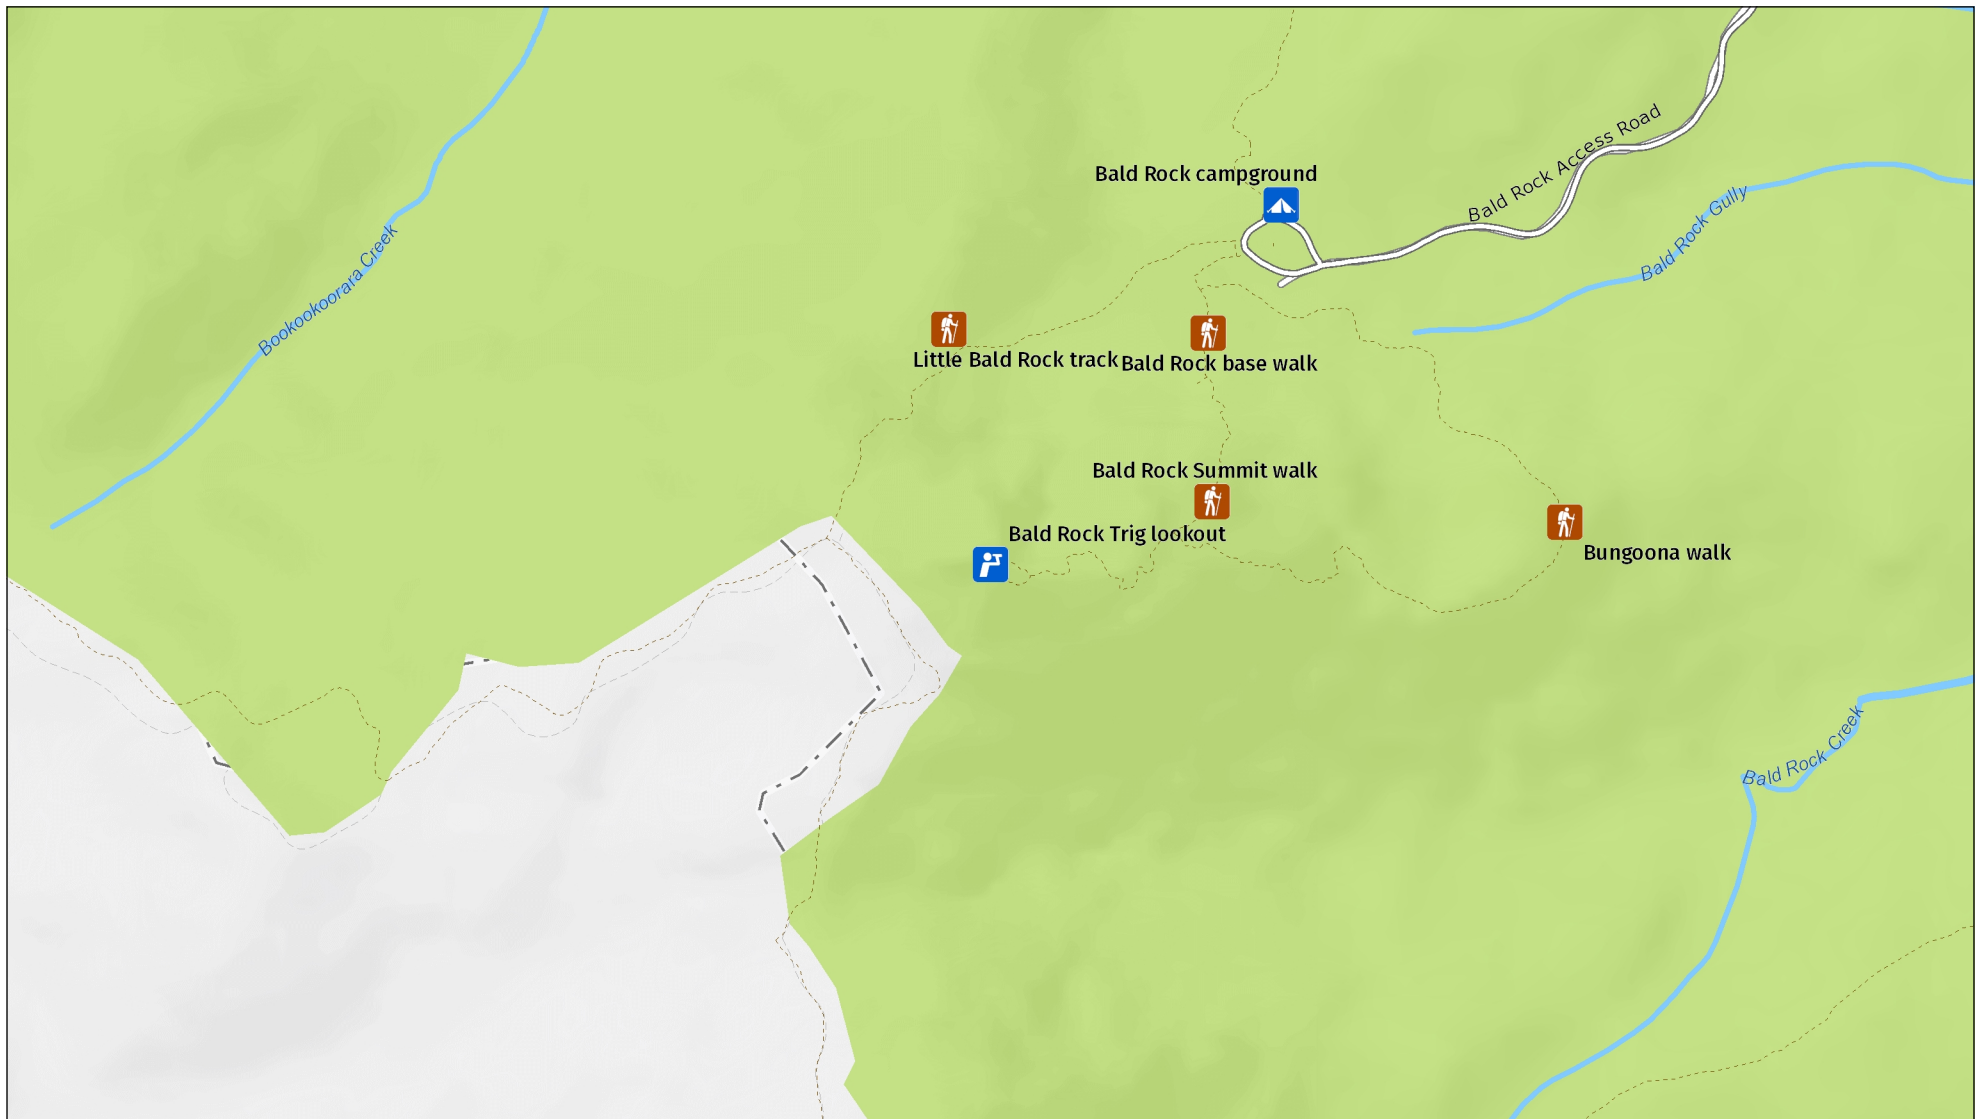 Bald Rock Access Road
Bald Rock campground
Bald Rock Gully
Bookookoorara Creek
Little Bald Rock track
Bald Rock base walk
Bald Rock Summit walk
Bald Rock Trig lookout
Bungoona walk
Bald Rock Creek